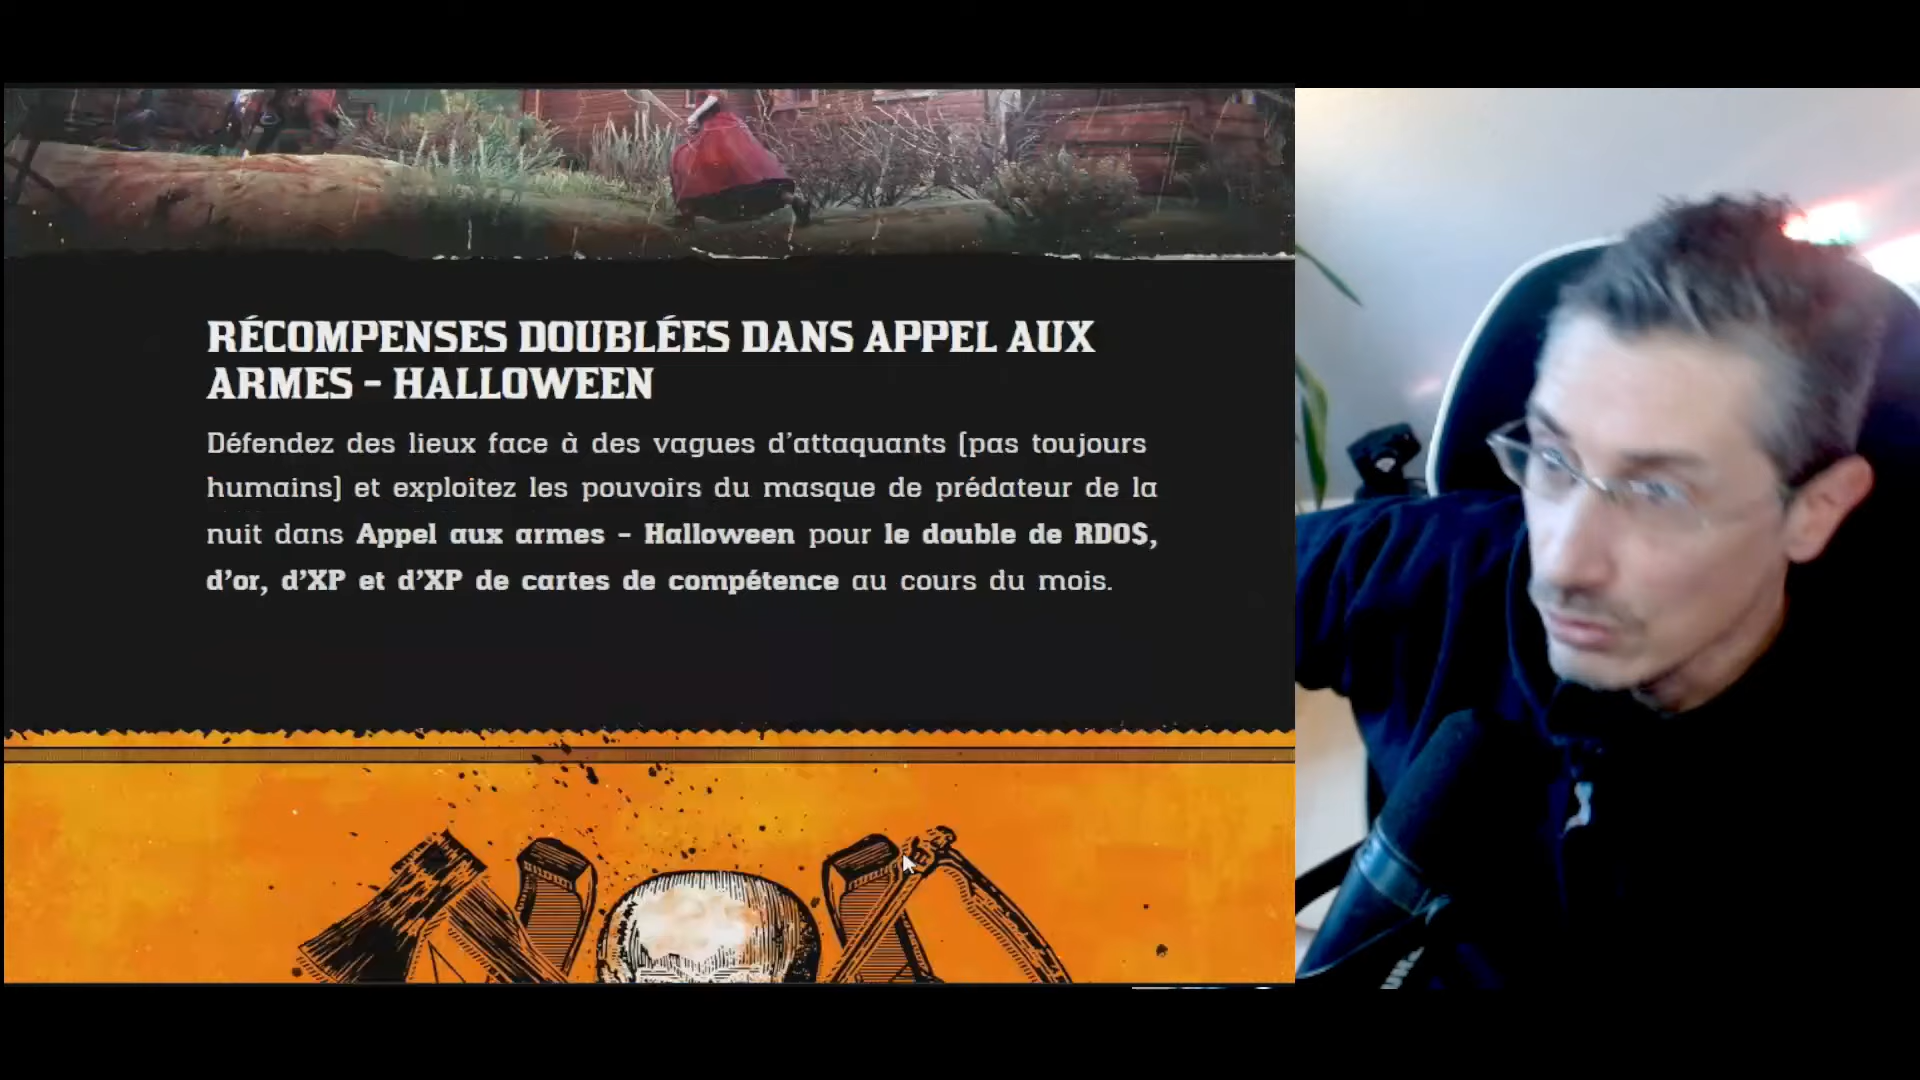 RÉCOMPENSES DOUBLÉES DANS APPEL AUX
ARMES – HALLOWEEN
Défendez des lieux face à des vagues d’attaquants (pas toujours
humains) et exploitez les pouvoirs du masque de prédateur de la
nuit dans Appel aux armes – Halloween pour le double de RDO$,
d’or, d’XP et d’XP de cartes de compétence au cours du mois.